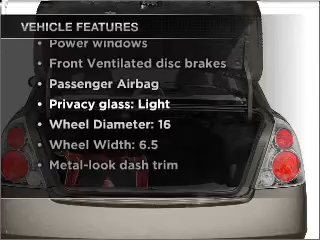 VEHICLE FEATURES
• Power windows
• Front Ventilated disc brakes
• Passenger Airbag
• Privacy glass: Light
• Wheel Diameter: 16
• Wheel Width: 6.5
• Metal-look dash trim